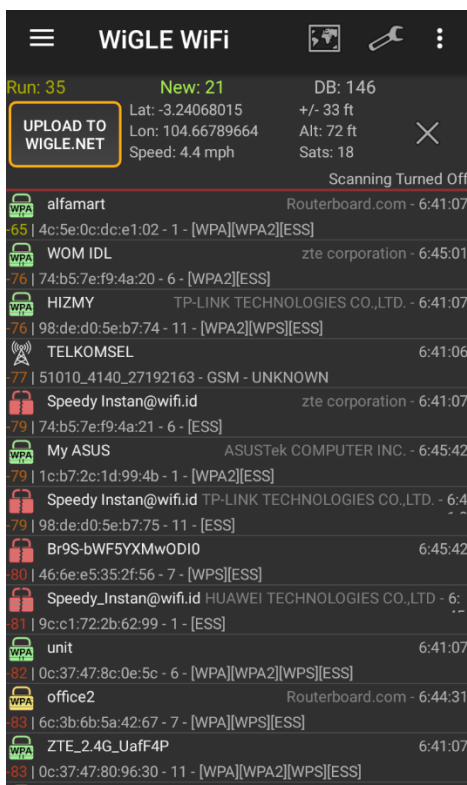 WiGLE WiFi
Run: 35 New: 21 DB: 146
UPLOAD TO
WIGLE.NET
Lat: -3.24068015 +/- 33 ft
Lon: 104.66789664 Alt: 72 ft
Speed: 4.4 mph Sats: 18
Scanning Turned Off
WPA alfamart Routerboard.com - 6:41:07
-65 | 4c:5e:0c:dc:e1:02 - 1 - [WPA][WPA2][ESS]
WPA WOM IDL zte corporation - 6:45:01
-76 | 74:b5:7e:f9:4a:20 - 6 - [WPA2][ESS]
WPA HIZMY TP-LINK TECHNOLOGIES CO.,LTD. - 6:41:07
-76 | 98:de:d0:5e:b7:74 - 11 - [WPA2][WPS][ESS]
TELKOMSEL 6:41:06
-77 | 51010_4140_27192163 - GSM - UNKNOWN
Speedy Instan@wifi.id zte corporation - 6:41:07
-79 | 74:b5:7e:f9:4a:21 - 6 - [ESS]
WPA My ASUS ASUSTek COMPUTER INC. - 6:45:42
-79 | 1c:b7:2c:1d:99:4b - 1 - [WPA2][ESS]
Speedy Instan@wifi.id TP-LINK TECHNOLOGIES CO.,LTD. - 6:4
-79 | 98:de:d0:5e:b7:75 - 11 - [ESS]
Br9S-bWF5YXMwODI0 6:45:42
-80 | 46:6e:e5:35:2f:56 - 7 - [WPS][ESS]
Speedy_Instan@wifi.id HUAWEI TECHNOLOGIES CO.,LTD - 6:
-81 | 9c:c1:72:2b:62:99 - 1 - [ESS]
WPA unit 6:41:07
-82 | 0c:37:47:8c:0e:5c - 6 - [WPA][WPA2][WPS][ESS]
WPA office2 Routerboard.com - 6:44:31
-83 | 6c:3b:6b:5a:42:67 - 7 - [WPA][WPS][ESS]
WPA ZTE_2.4G_UafF4P 6:41:07
-83 | 0c:37:47:80:96:30 - 11 - [WPA][WPA2][WPS][ESS]